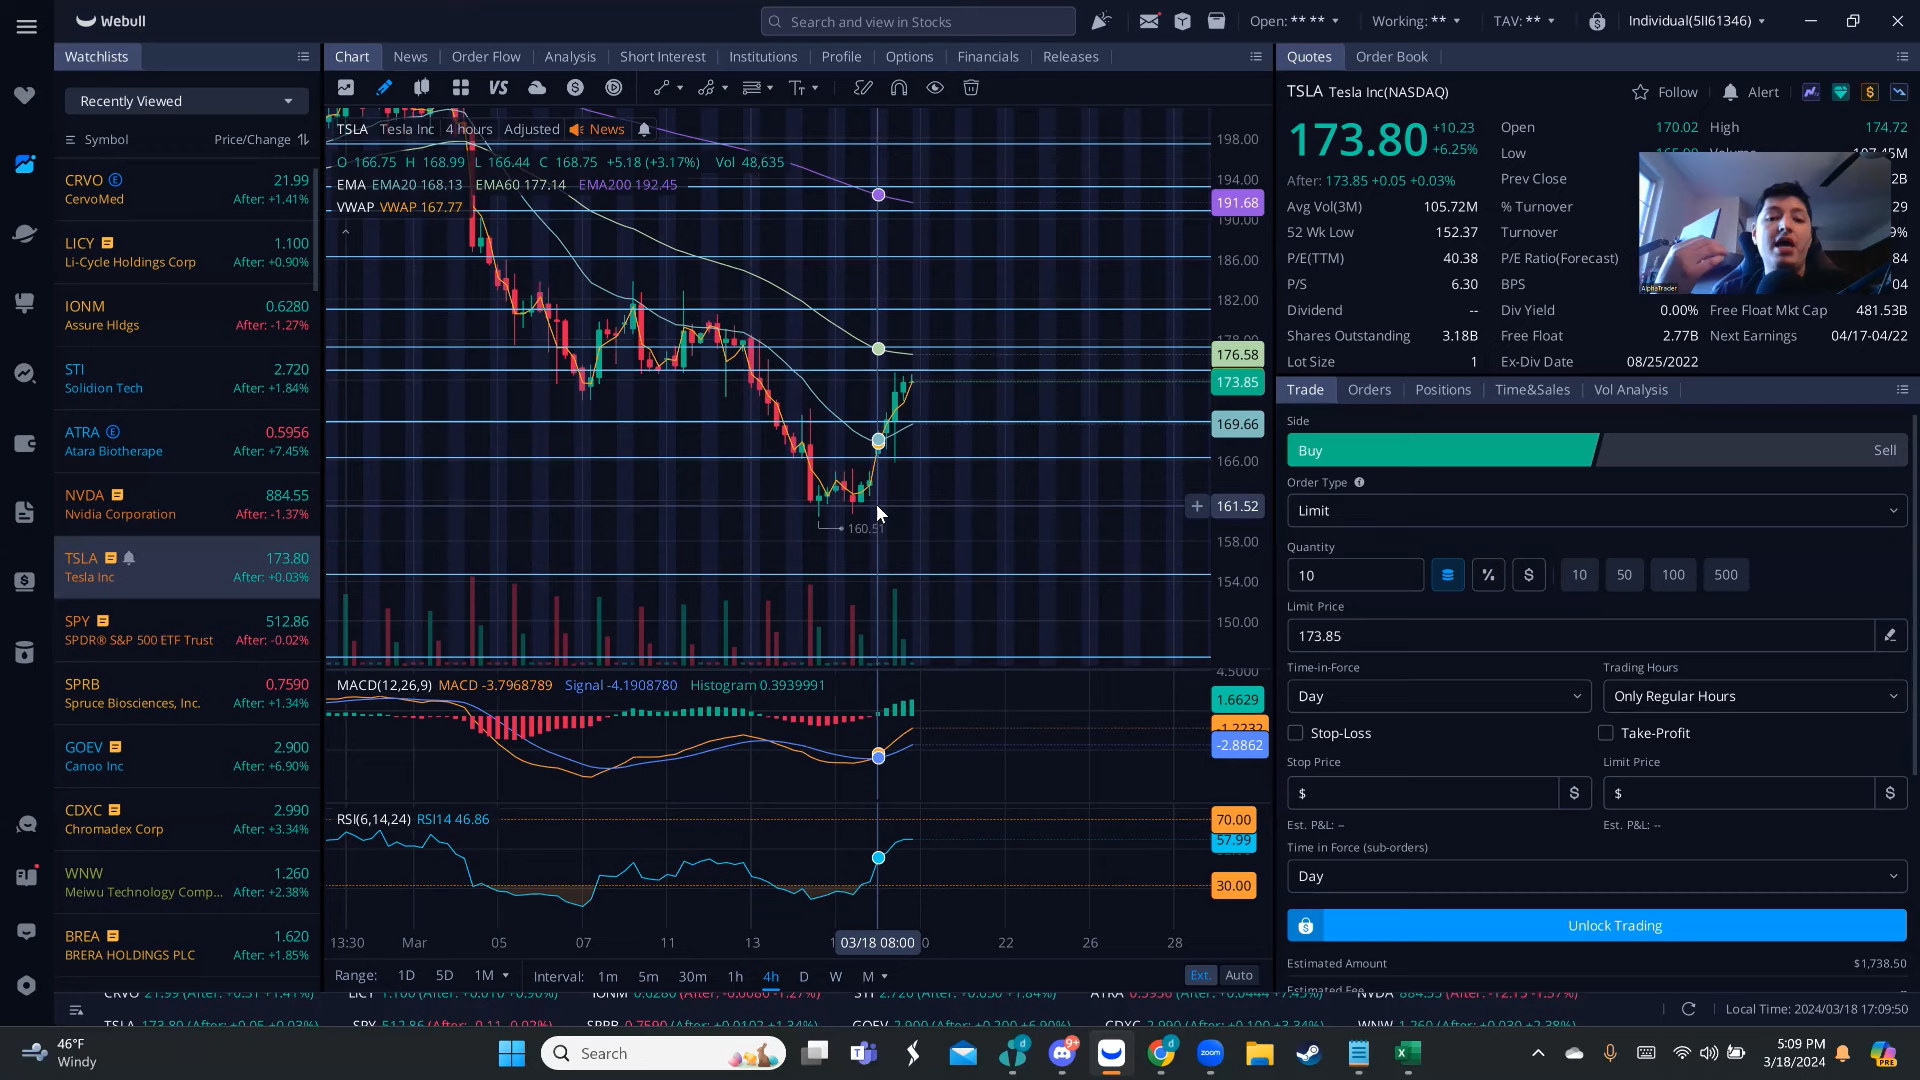 Webull
Search and view in Stocks
Open: ** **
Working: **
TAV: **
Individual(5II61346)
Watchlists
Chart News Order Flow Analysis Short Interest Institutions Profile Options Financials Releases
Quotes Order Book
Recently Viewed
VS
Symbol Price/Change
CRVO 21.99
CervoMed After: +1.41%
LICY 1.100
Li-Cycle Holdings Corp After: +0.90%
IONM 0.6280
Assure Hldgs After: -1.27%
STI 2.720
Solidion Tech After: +1.84%
ATRA 0.5956
Atara Biotherape After: +7.45%
NVDA 884.55
Nvidia Corporation After: -1.37%
TSLA 173.80
Tesla Inc After: +0.03%
SPY 512.86
SPDR® S&P 500 ETF Trust After: -0.02%
SPRB 0.7590
Spruce Biosciences, Inc. After: +1.34%
GOEV 2.900
Canoo Inc After: +6.90%
CDXC 2.990
Chromadex Corp After: +3.34%
WNW 1.260
Meiwu Technology Comp... After: +2.38%
BREA 1.620
BRERA HOLDINGS PLC After: +1.85%
TSLA Tesla Inc 4 hours Adjusted News
O 166.75 H 168.99 L 166.44 C 168.75 +5.18 (+3.17%) Vol 48,635
EMA EMA20 168.13 EMA60 177.14 EMA200 192.45
VWAP VWAP 167.77
198.00
194.00
191.68
190.00
186.00
182.00
178.00
176.58
173.85
169.66
166.00
161.52
160.51
158.00
154.00
150.00
MACD(12,26,9) MACD -3.7968789 Signal -4.1908780 Histogram 0.3939991
4.5000
1.6629
-1.2232
-2.8862
RSI(6,14,24) RSI14 46.86
70.00
57.99
30.00
13:30 Mar 05 07 11 13 03/18 08:00 22 26 28
Range: 1D 5D 1M Interval: 1m 5m 30m 1h 4h D W M Ext. Auto
TSLA Tesla Inc(NASDAQ) Follow Alert
173.80 +10.23
+6.25%
After: 173.85 +0.05 +0.03%
Open 170.02 High 174.72
Low
Prev Close
Avg Vol(3M) 105.72M % Turnover
52 Wk Low 152.37 Turnover
P/E(TTM) 40.38 P/E Ratio(Forecast)
P/S 6.30 BPS
Dividend -- Div Yield 0.00% Free Float Mkt Cap 481.53B
Shares Outstanding 3.18B Free Float 2.77B Next Earnings 04/17-04/22
Lot Size 1 Ex-Div Date 08/25/2022
AlphaTrader
Trade Orders Positions Time&Sales Vol Analysis
Side
Buy Sell
Order Type
Limit
Quantity
10 % $ 10 50 100 500
Limit Price
173.85
Time-in-Force Trading Hours
Day Only Regular Hours
Stop-Loss Take-Profit
Stop Price Limit Price
$ $ $ $
Est. P&L: -- Est. P&L: --
Time in Force (sub-orders)
Day
Unlock Trading
Estimated Amount $1,738.50
Estimated Fee
Local Time: 2024/03/18 17:09:50
46°F
Windy
Search
9+
zoom
5:09 PM
3/18/2024
PRE